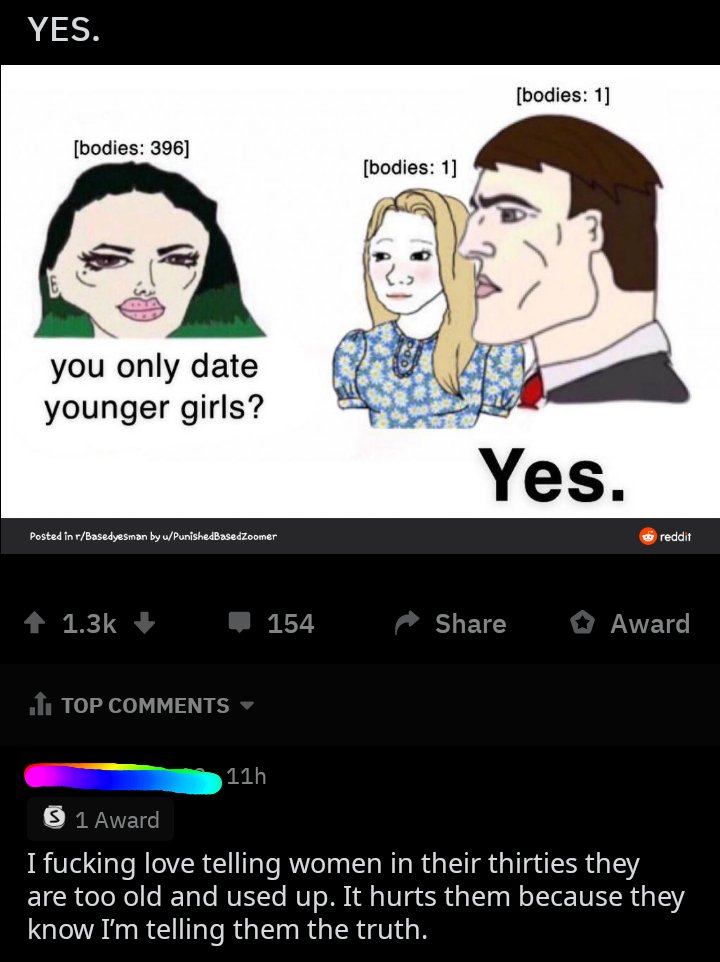 YES.
[bodies: 1]
[bodies: 396]
[bodies: 1]
you only date
younger girls?
Yes.
Posted in r/Basedyesman by u/PunishedBasedZoomer
reddit
1.3k
154
Share
Award
TOP COMMENTS
11h
S
1 Award
I fucking love telling women in their thirties they
are too old and used up. It hurts them because they
know I’m telling them the truth.